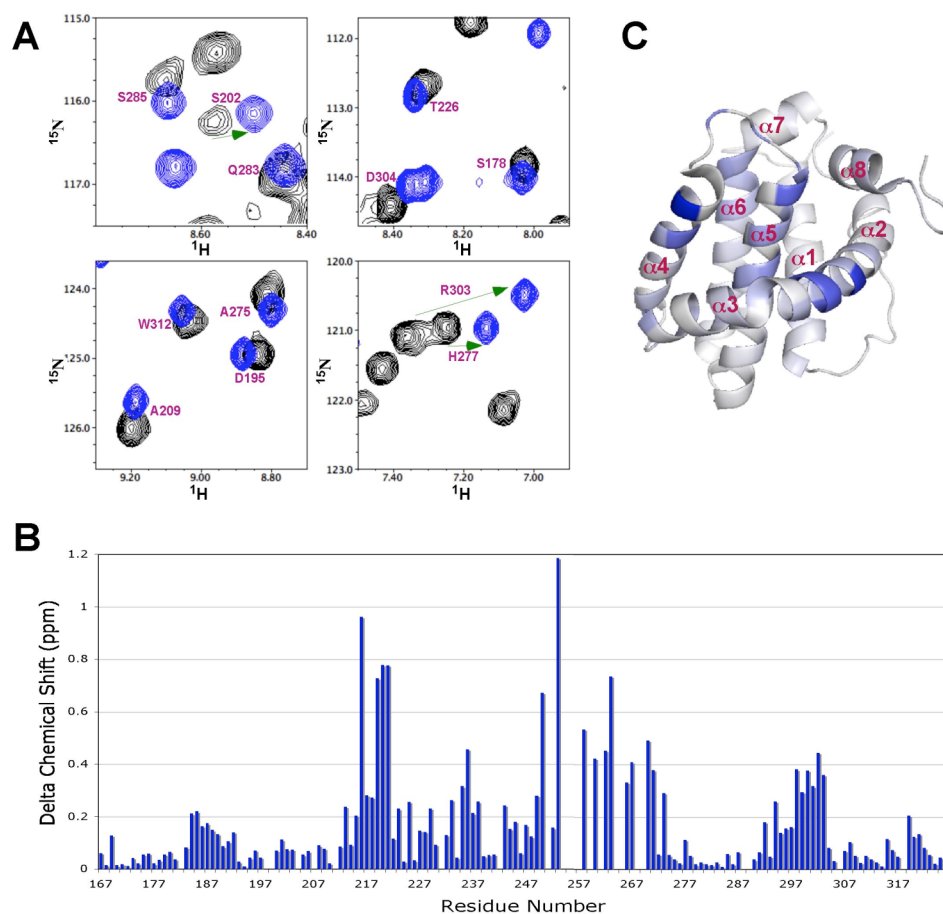 A
C
115.0
116.0
117.0
15N
S285
S202
Q283
8.60
8.40
1H
112.0
113.0
114.0
15N
T226
D304
S178
8.40
8.20
8.00
1H
124.0
125.0
126.0
15N
W312
A275
D195
A209
9.20
9.00
8.80
1H
120.0
121.0
122.0
123.0
15N
R303
H277
7.40
7.20
7.00
1H
α7
α8
α6
α5
α2
α1
α4
α3
B
Delta Chemical Shift (ppm)
1.2
1
0.8
0.6
0.4
0.2
0
167 177 187 197 207 217 227 237 247 257 267 277 287 297 307 317
Residue Number